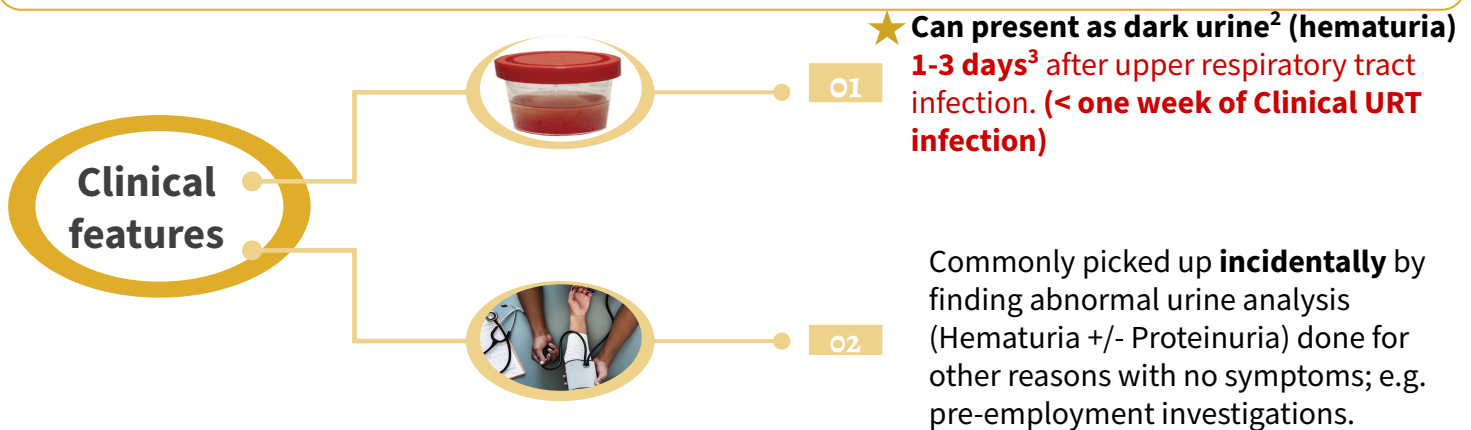 Clinical
features
01
★ Can present as dark urine² (hematuria)
1-3 days³ after upper respiratory tract
infection. (< one week of Clinical URT
infection)
02
Commonly picked up incidentally by
finding abnormal urine analysis
(Hematuria +/- Proteinuria) done for
other reasons with no symptoms; e.g.
pre-employment investigations.